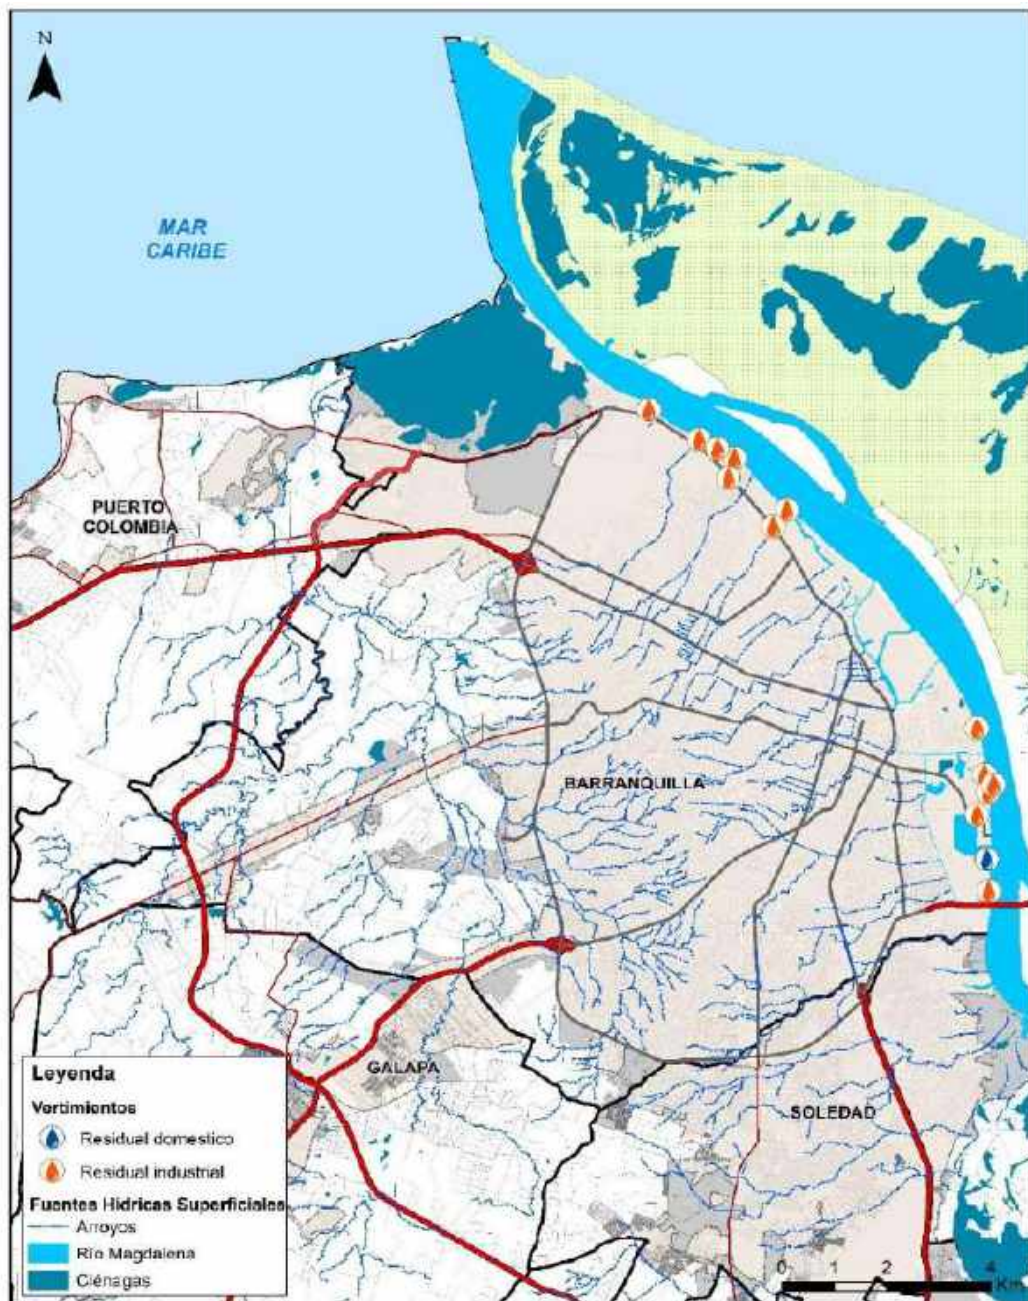 N
MAR
CARIBE
PUERTO
COLOMBIA
BARRANQUILLA
GALAPA
SOLEDAD
Leyenda
Vertimientos
Residual domestico
Residual industrial
Fuentes Hídricas Superficiales
Arroyos
Río Magdalena
Ciénagas
0 1 2 4
Km